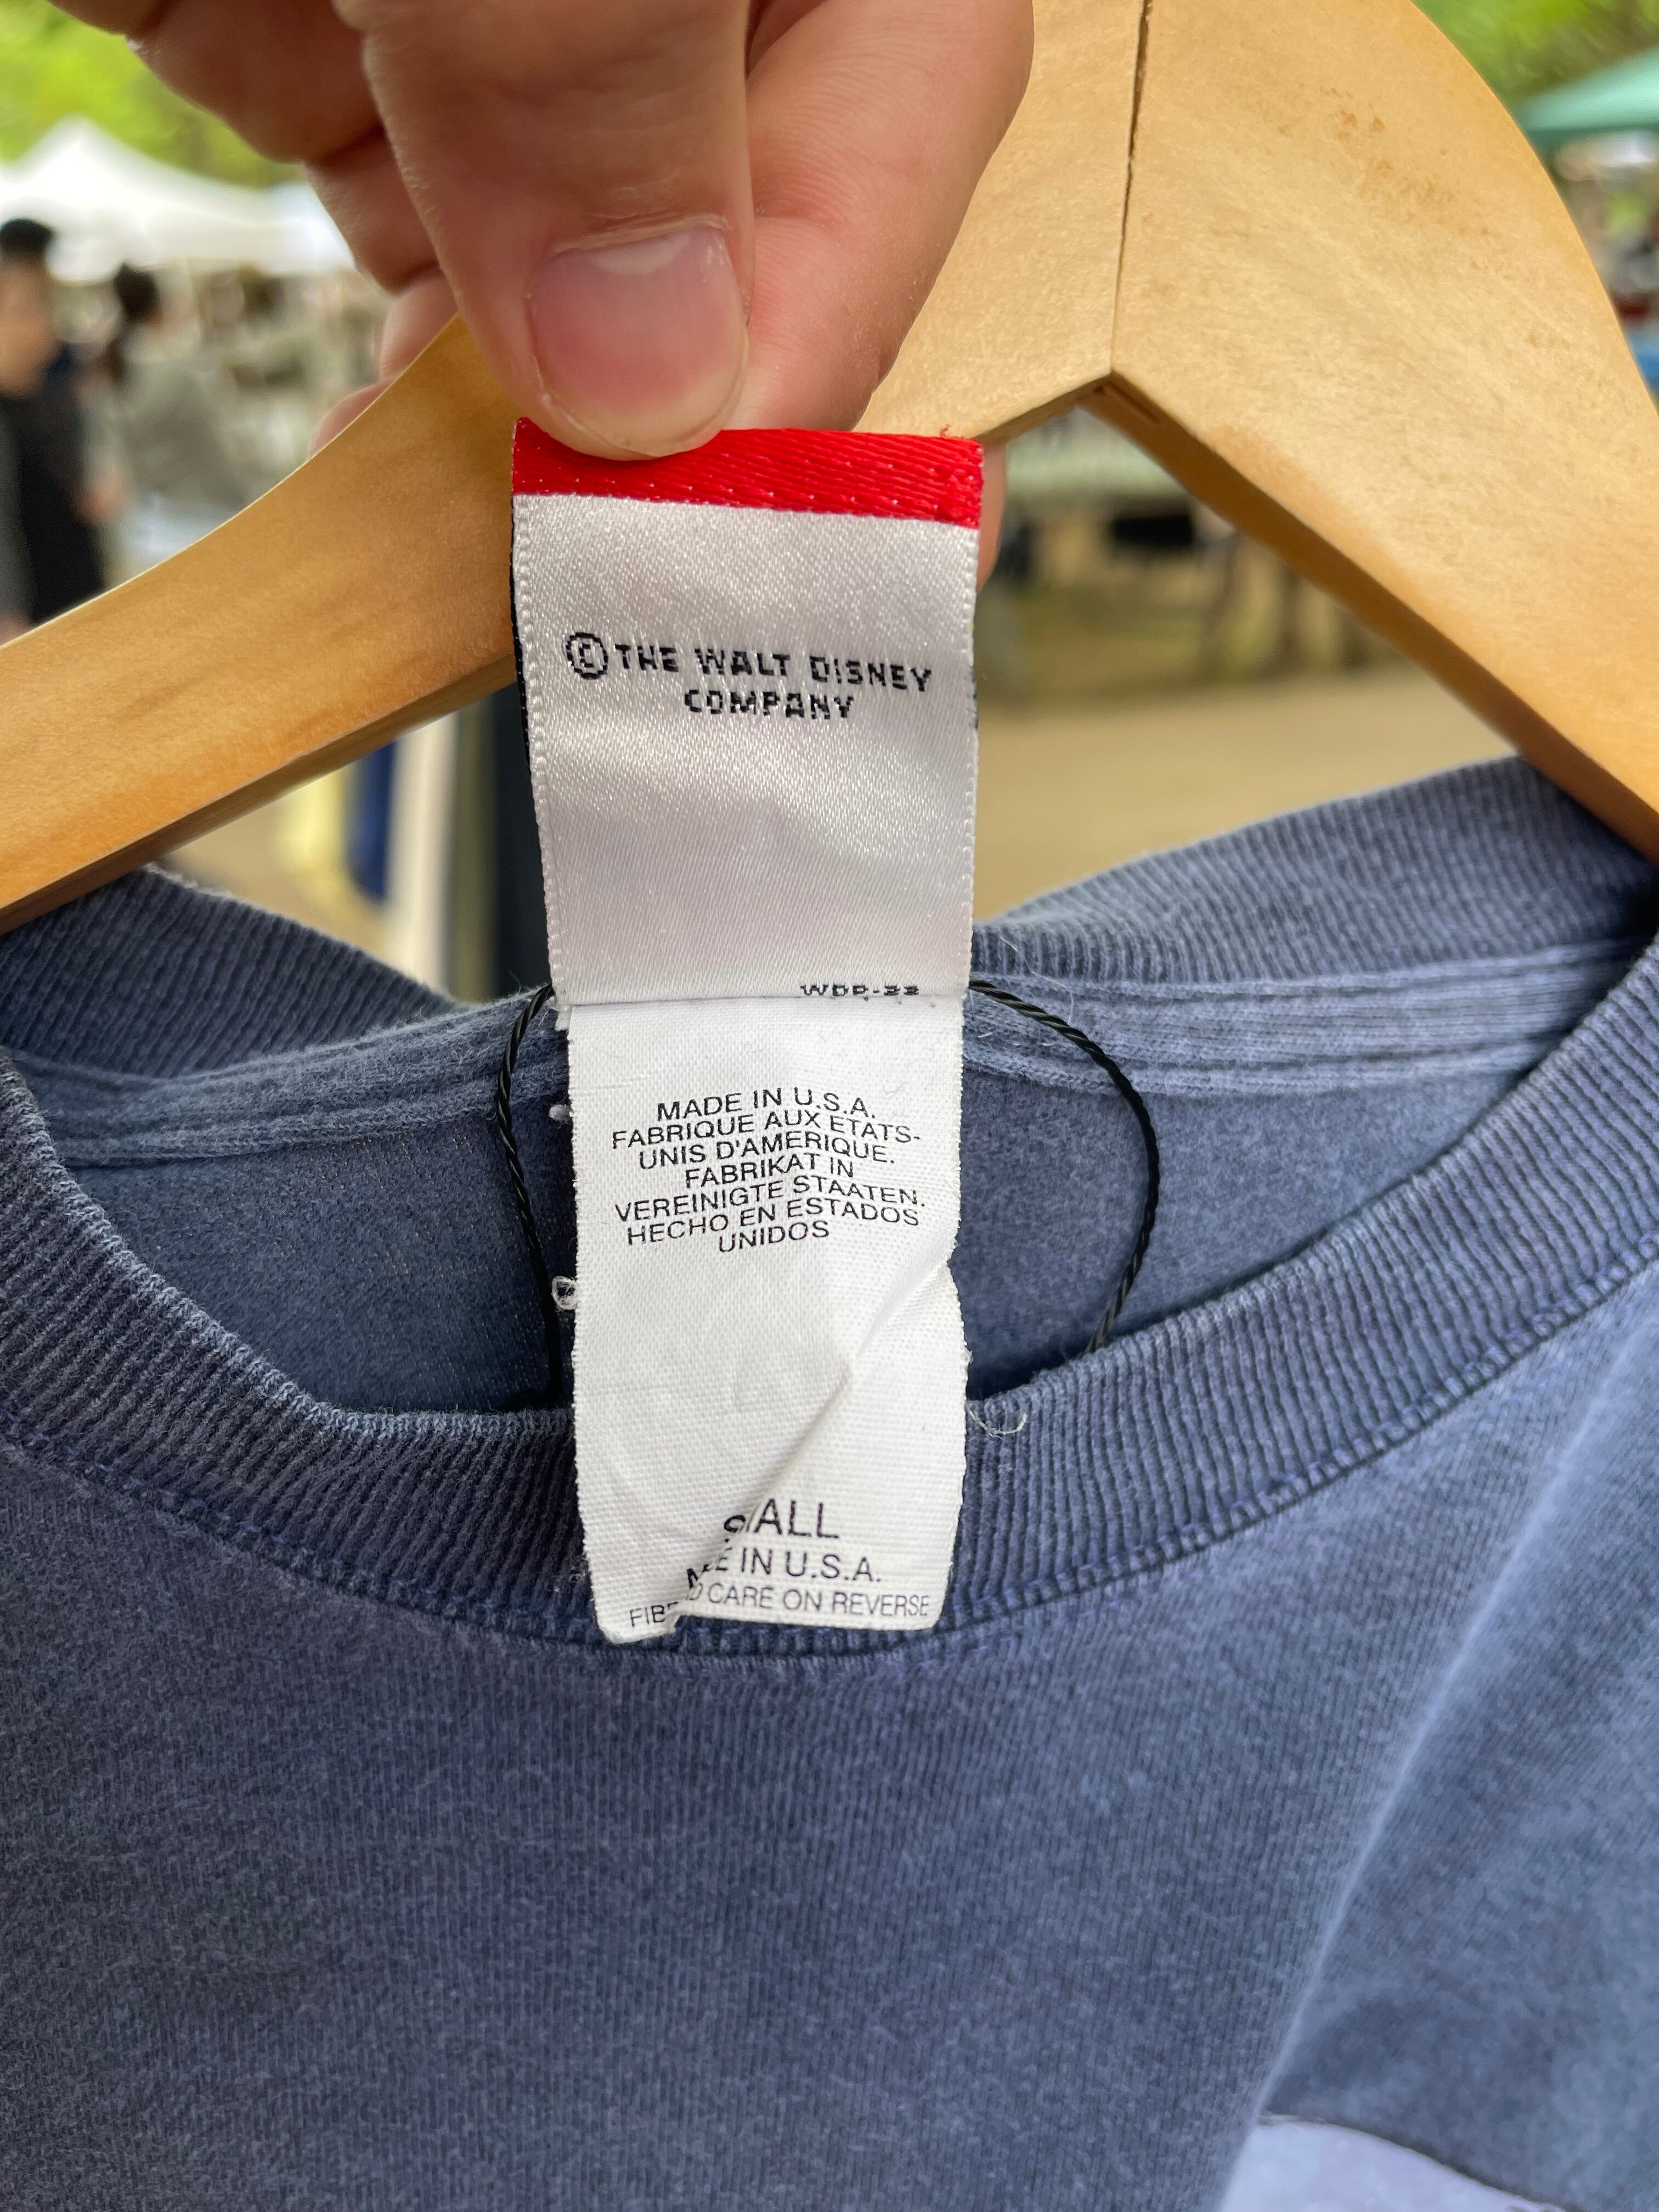 © THE WALT DISNEY
COMPANY
MADE IN U.S.A.
FABRIQUE AUX ETATS-
UNIS D'AMERIQUE.
FABRIKAT IN
VEREINIGTE STAATEN.
HECHO EN ESTADOS
UNIDOS
IN U.S.A.
CARE ON REVERSE